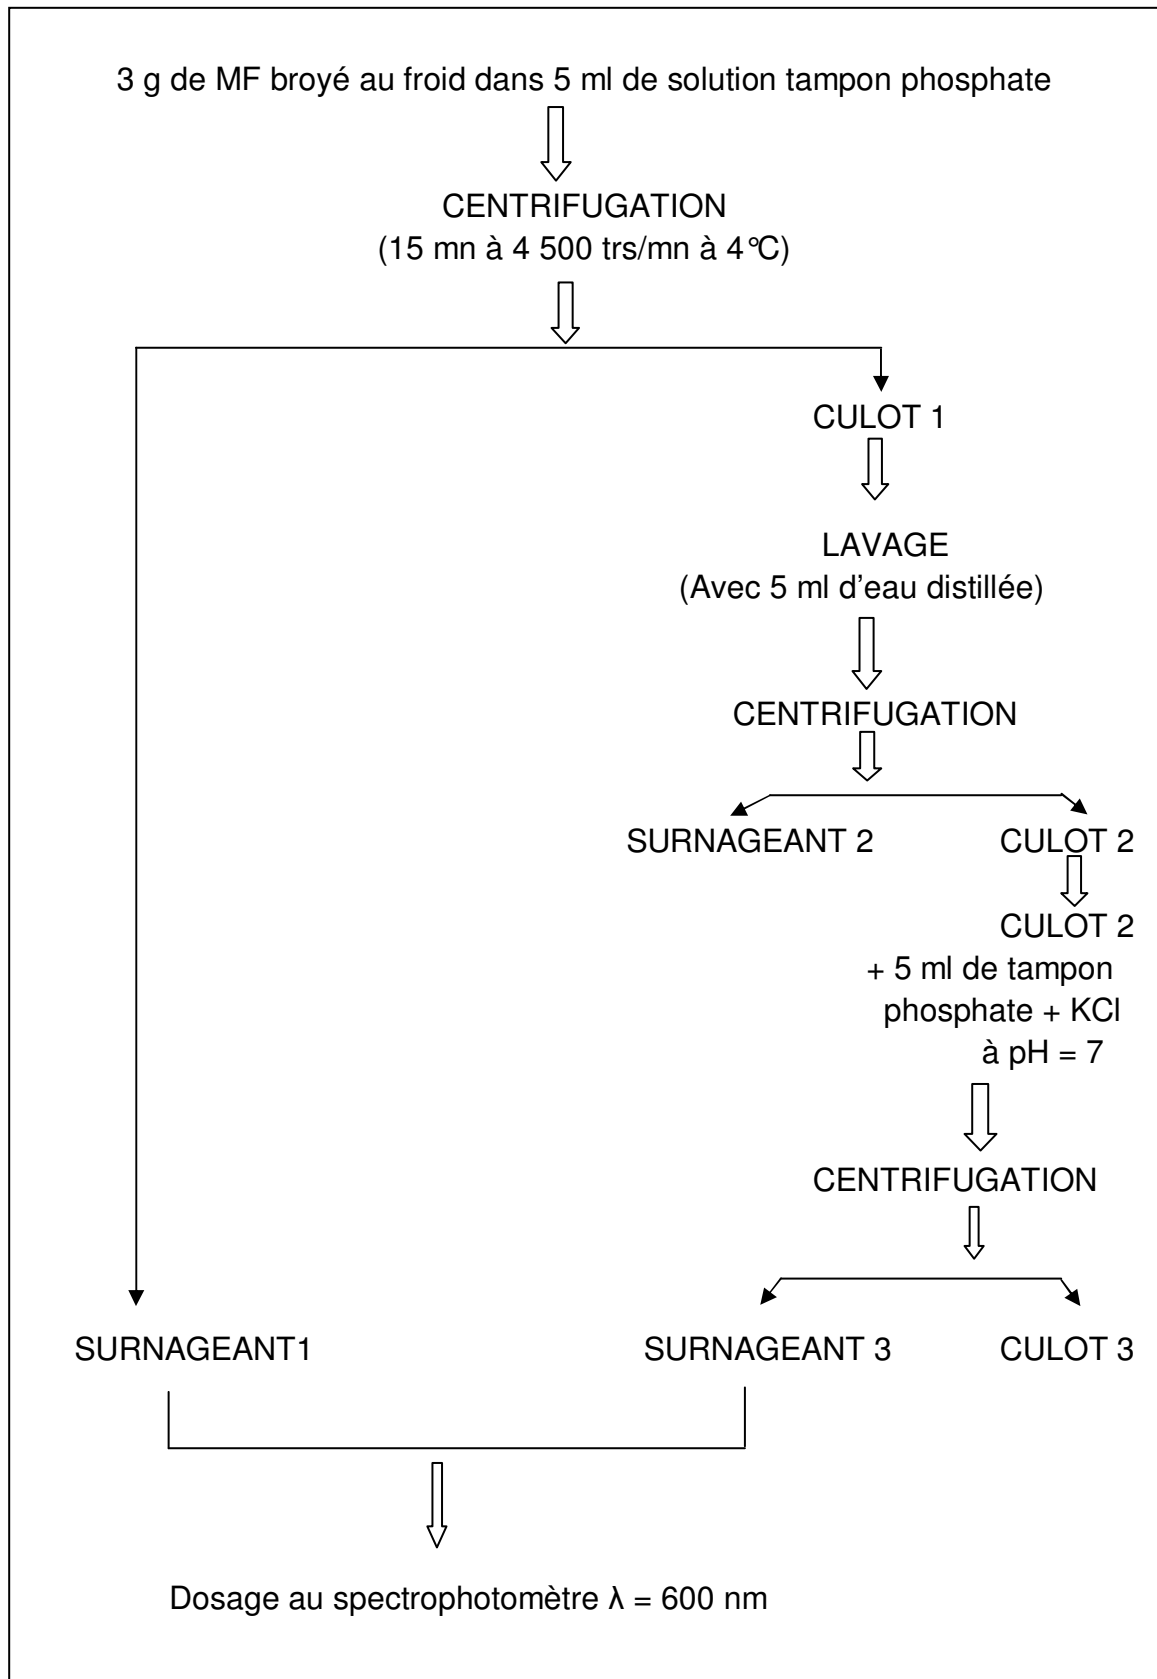 3 g de MF broyé au froid dans 5 ml de solution tampon phosphate
CENTRIFUGATION
(15 mn à 4 500 trs/mn à 4°C)
CULOT 1
LAVAGE
(Avec 5 ml d'eau distillée)
CENTRIFUGATION
SURNAGEANT 2 CULOT 2
CULOT 2
+ 5 ml de tampon
phosphate + KCl
à pH = 7
CENTRIFUGATION
SURNAGEANT1 SURNAGEANT 3 CULOT 3
Dosage au spectrophotomètre λ = 600 nm